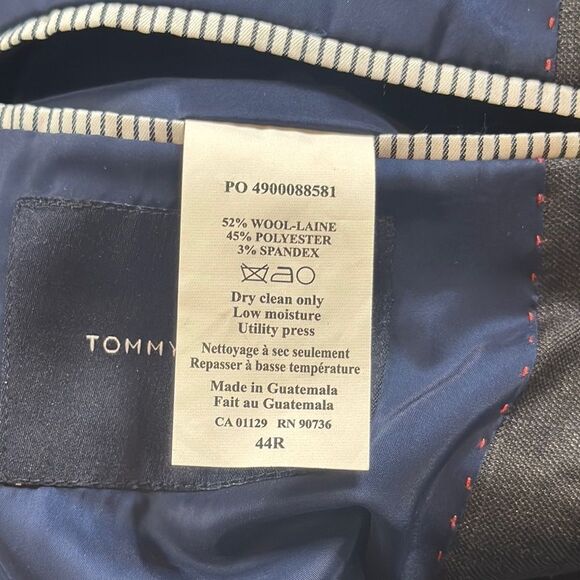 PO 4900088581
52% WOOL-LAINE
45% POLYESTER
3% SPANDEX
Dry clean only
Low moisture
Utility press
TOMMY
Nettoyage à sec seulement
Repasser à basse température
Made in Guatemala
Fait au Guatemala
CA 01129 RN 90736
44R